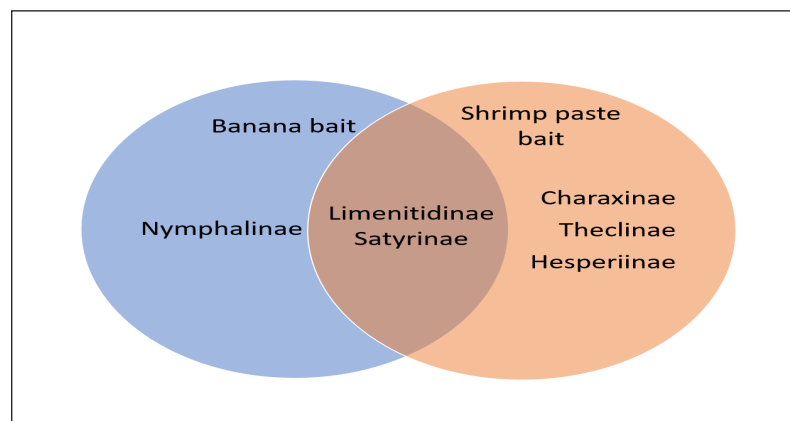 Banana bait
Shrimp paste
bait
Nymphalinae
Limenitidinae
Satyrinae
Charaxinae
Theclinae
Hesperiinae